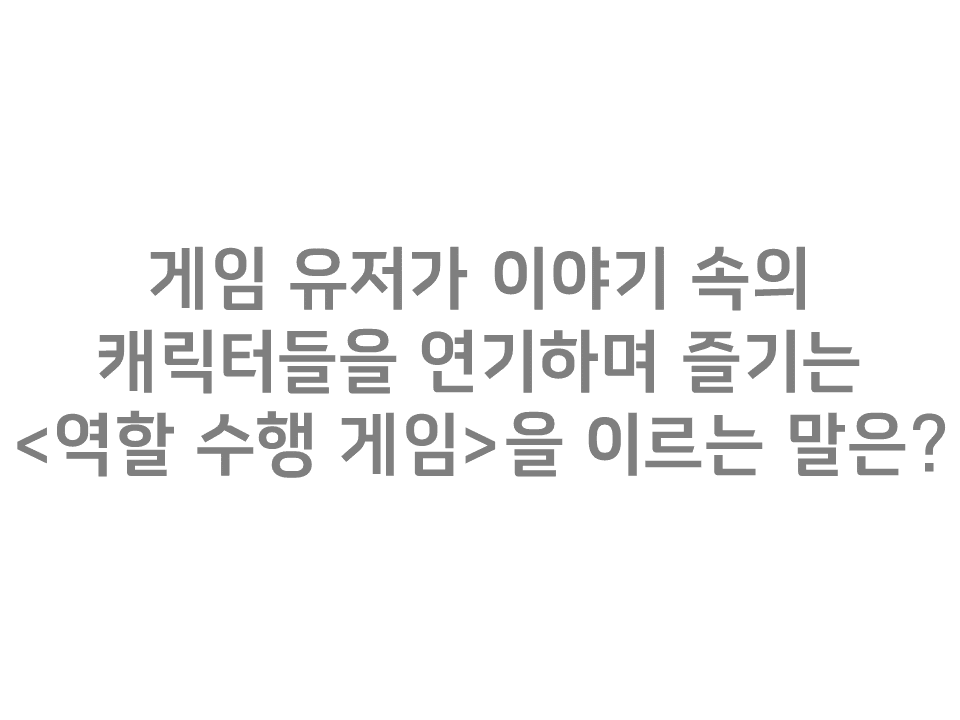 게임 유저가 이야기 속의
캐릭터들을 연기하며 즐기는
<역할 수행 게임>을 이르는 말은?